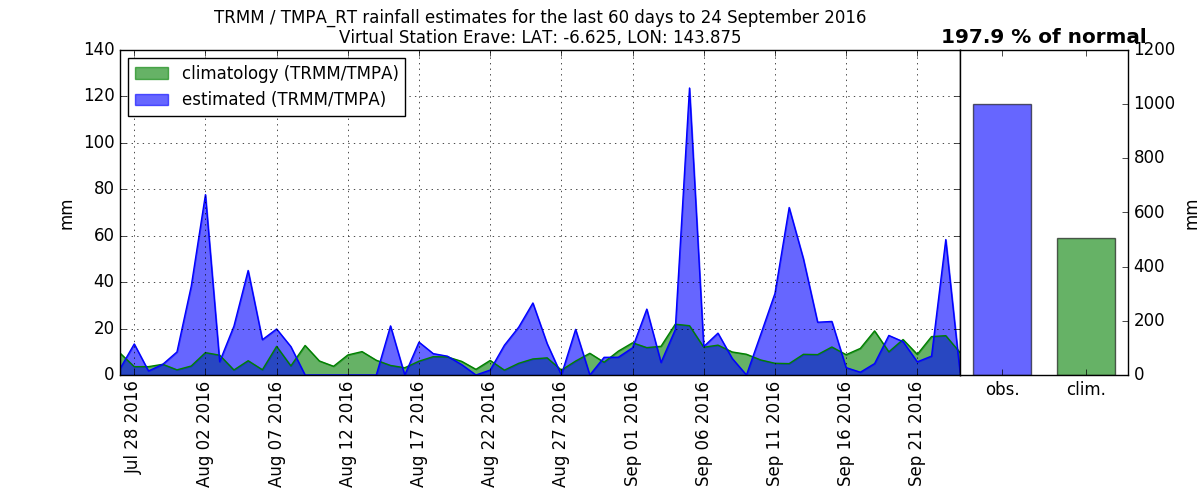 TRMM / TMPA_RT rainfall estimates for the last 60 days to 24 September 2016
Virtual Station Erave: LAT: -6.625, LON: 143.875
197.9 % of normal
climatology (TRMM/TMPA)
estimated (TRMM/TMPA)
mm
140
120
100
80
60
40
20
0
Jul 28 2016
Aug 02 2016
Aug 07 2016
Aug 12 2016
Aug 17 2016
Aug 22 2016
Aug 27 2016
Sep 01 2016
Sep 06 2016
Sep 11 2016
Sep 16 2016
Sep 21 2016
1200
1000
800
600
400
200
0
mm
obs.
clim.